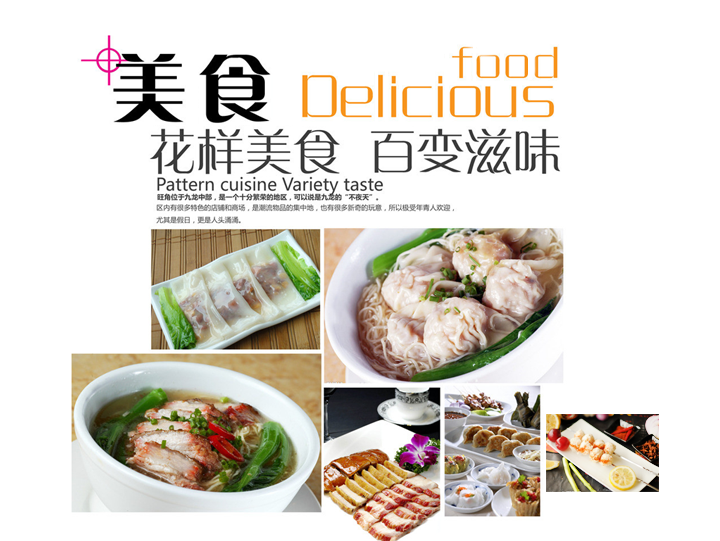 美食
food
Delicious
花样美食 百变滋味
Pattern cuisine Variety taste
旺角位于九龙中部，是一个十分繁荣的地区，可以说是九龙的“不夜天”。
区内有很多特色的店铺和商场，是潮流物品的集中地，也有很多新奇的玩意，所以极受年青人欢迎，
尤其是假日，更是人头涌涌。